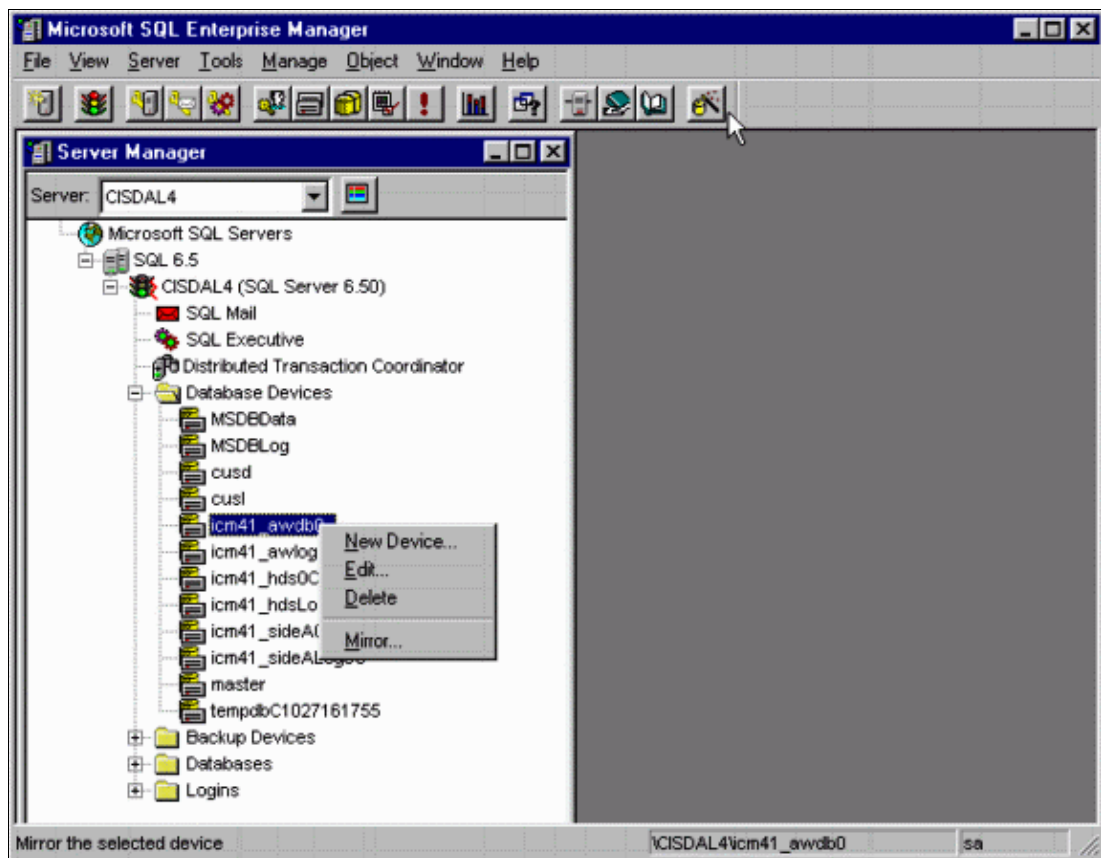 Microsoft SQL Enterprise Manager
File View Server Tools Manage Object Window Help
Server Manager
Server: CISDAL4
Microsoft SQL Servers
SQL 6.5
CISDAL4 (SQL Server 6.50)
SQL Mail
SQL Executive
Distributed Transaction Coordinator
Database Devices
MSDBData
MSDBLog
cusd
cusl
icm41_awdb0
icm41_awlog
icm41_hds0C
icm41_hdsLo
icm41_sideA
icm41_sideALog
master
tempdbC1027161755
Backup Devices
Databases
Logins
New Device...
Edit...
Delete
Mirror...
Mirror the selected device
\CISDAL4\icm41_awdb0
sa